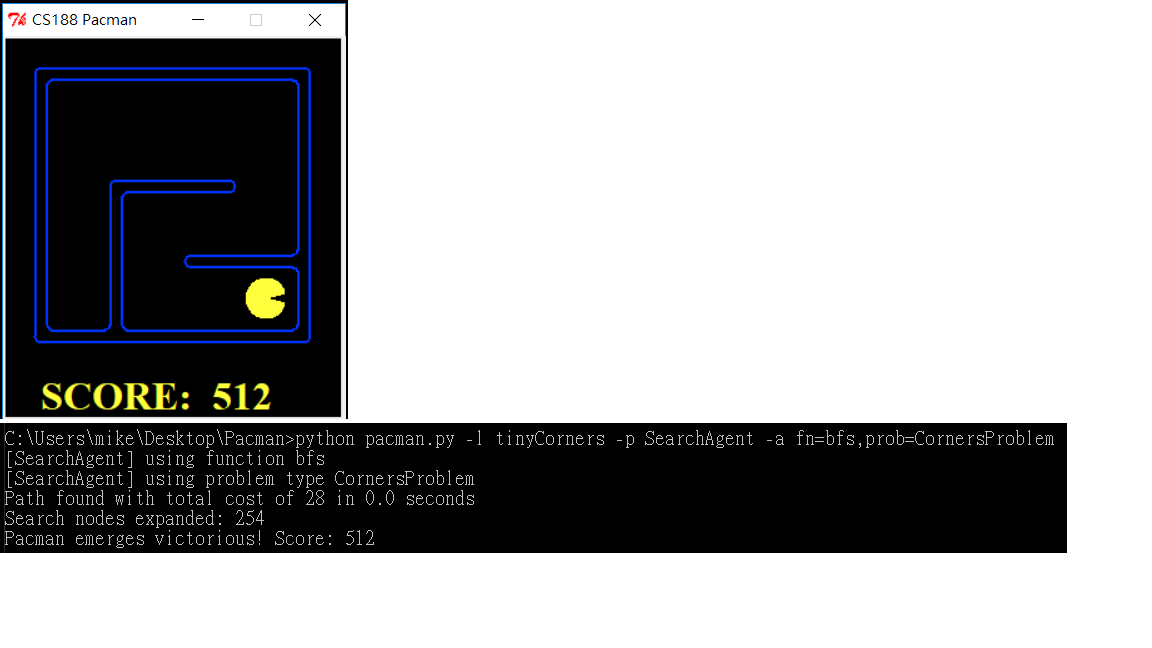 CS188 Pacman
SCORE: 512
C:\Users\mike\Desktop\Pacman>python pacman.py -l tinyCorners -p SearchAgent -a fn=bfs,prob=CornersProblem
[SearchAgent] using function bfs
[SearchAgent] using problem type CornersProblem
Path found with total cost of 28 in 0.0 seconds
Search nodes expanded: 254
Pacman emerges victorious! Score: 512